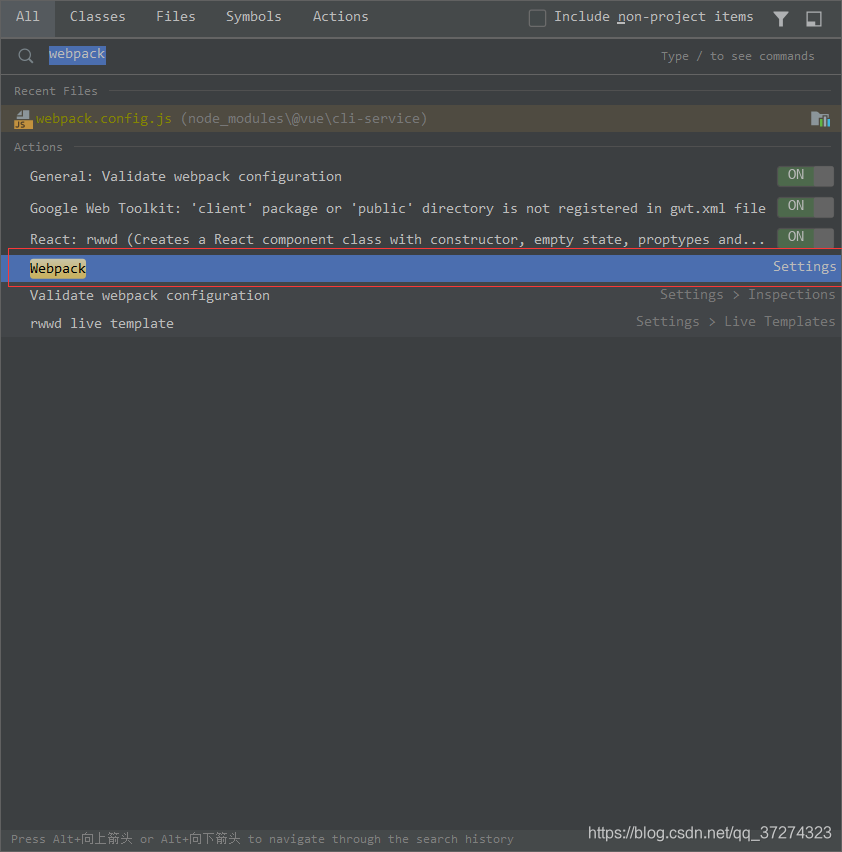 All Classes Files Symbols Actions Include non-project items
webpack Type / to see commands
Recent Files
webpack.config.js (node_modules\@vue\cli-service)
Actions
General: Validate webpack configuration ON
Google Web Toolkit: 'client' package or 'public' directory is not registered in gwt.xml file ON
React: rwwd (Creates a React component class with constructor, empty state, proptypes and... ON
Webpack Settings
Validate webpack configuration Settings > Inspections
rwwd live template Settings > Live Templates
Press Alt+向上箭头 or Alt+向下箭头 to navigate through the search history
https://blog.csdn.net/qq_37274323